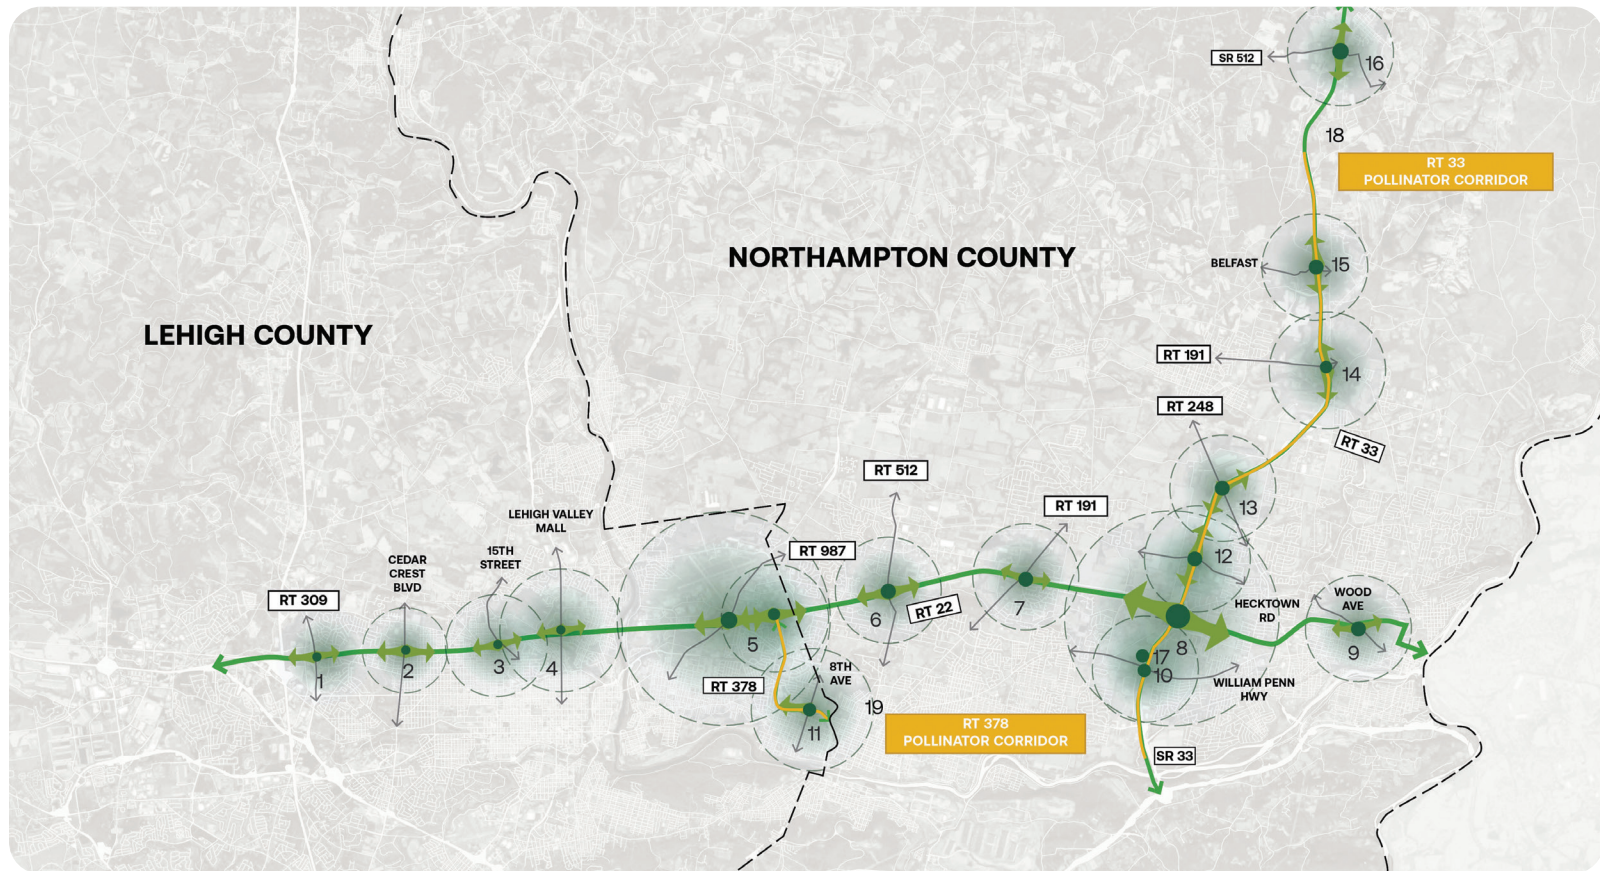 SR 512
16
18
RT 33
POLLINATOR CORRIDOR
NORTHAMPTON COUNTY
BELFAST
15
LEHIGH COUNTY
RT 191
14
RT 248
RT 33
RT 512
13
LEHIGH VALLEY
MALL
RT 191
15TH
STREET
RT 987
12
CEDAR
CREST
BLVD
RT 309
RT 22
HECKTOWN
RD
WOOD
AVE
6
7
5
8
9
1
2
3
4
17
10
8TH
AVE
RT 378
WILLIAM PENN
HWY
19
11
RT 378
POLLINATOR CORRIDOR
SR 33